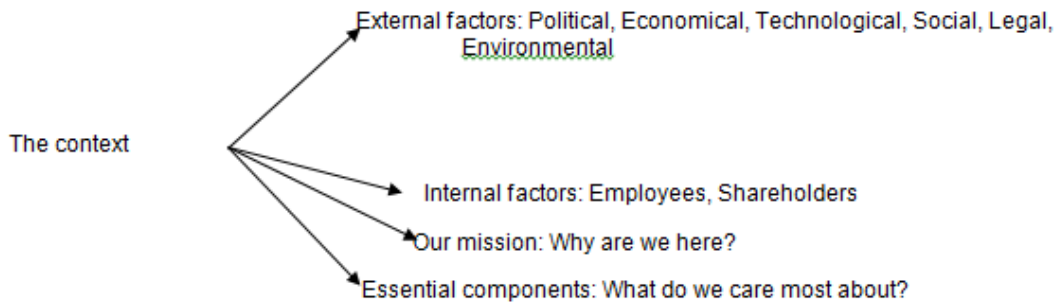 External factors: Political, Economical, Technological, Social, Legal,
Environmental
The context
Internal factors: Employees, Shareholders
Our mission: Why are we here?
Essential components: What do we care most about?